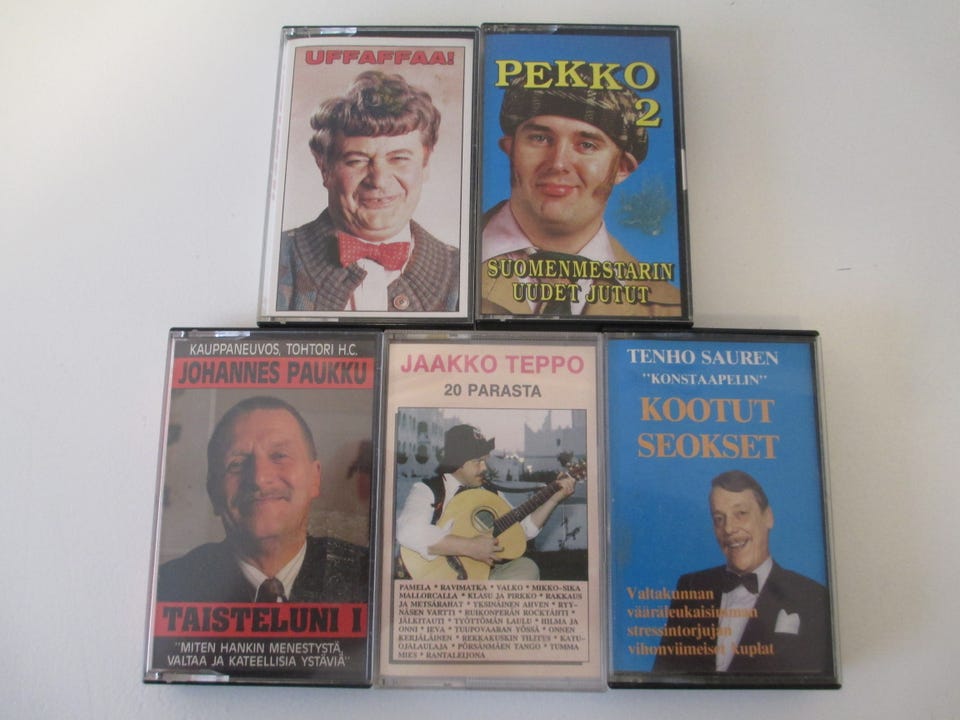 UFFAFFAA!
PEKKO
2
SUOMENMESTARIN
UUDET JUTUT
KAUPPANEUVOS, TOHTORI H.C.
JOHANNES PAUKKU
TAISTELUNI I
"MITEN HANKIN MENESTYSTÄ,
VALTAA JA KATEELLISIA YSTÄVIÄ"
JAAKKO TEPPO
20 PARASTA
PAMELA * RAVIMATKA * VALKO * MIKKO-SIKA
MALLORCALLA * KLASU JA PIRKKO * RAKKAUS
JA METSÄRAHAT * YKSINÄINEN AHVEN * RYY-
NÄSEN VARTTI * RUIKONPERÄN ROCKTÄHTI *
JÄLKITAUTI * TYÖTTÖMÄN LAULU * HILMA JA
ONNI * JEVA * TUUPOVAARAN YÖSSÄ * ONNEN
KERJÄLÄINEN * REKKAKUSKIN TILITUS * KATU-
OJALAULAJA * PÖRSÄNMÄEN TANGO * TUMMA
MIES * RANTALEIJONA
TENHO SAUREN
"KONSTAAPELIN"
KOOTUT
SEOKSET
Valtakunnan
vääräleukaisimman
stressintorjujan
vihonviimeiset kuplat